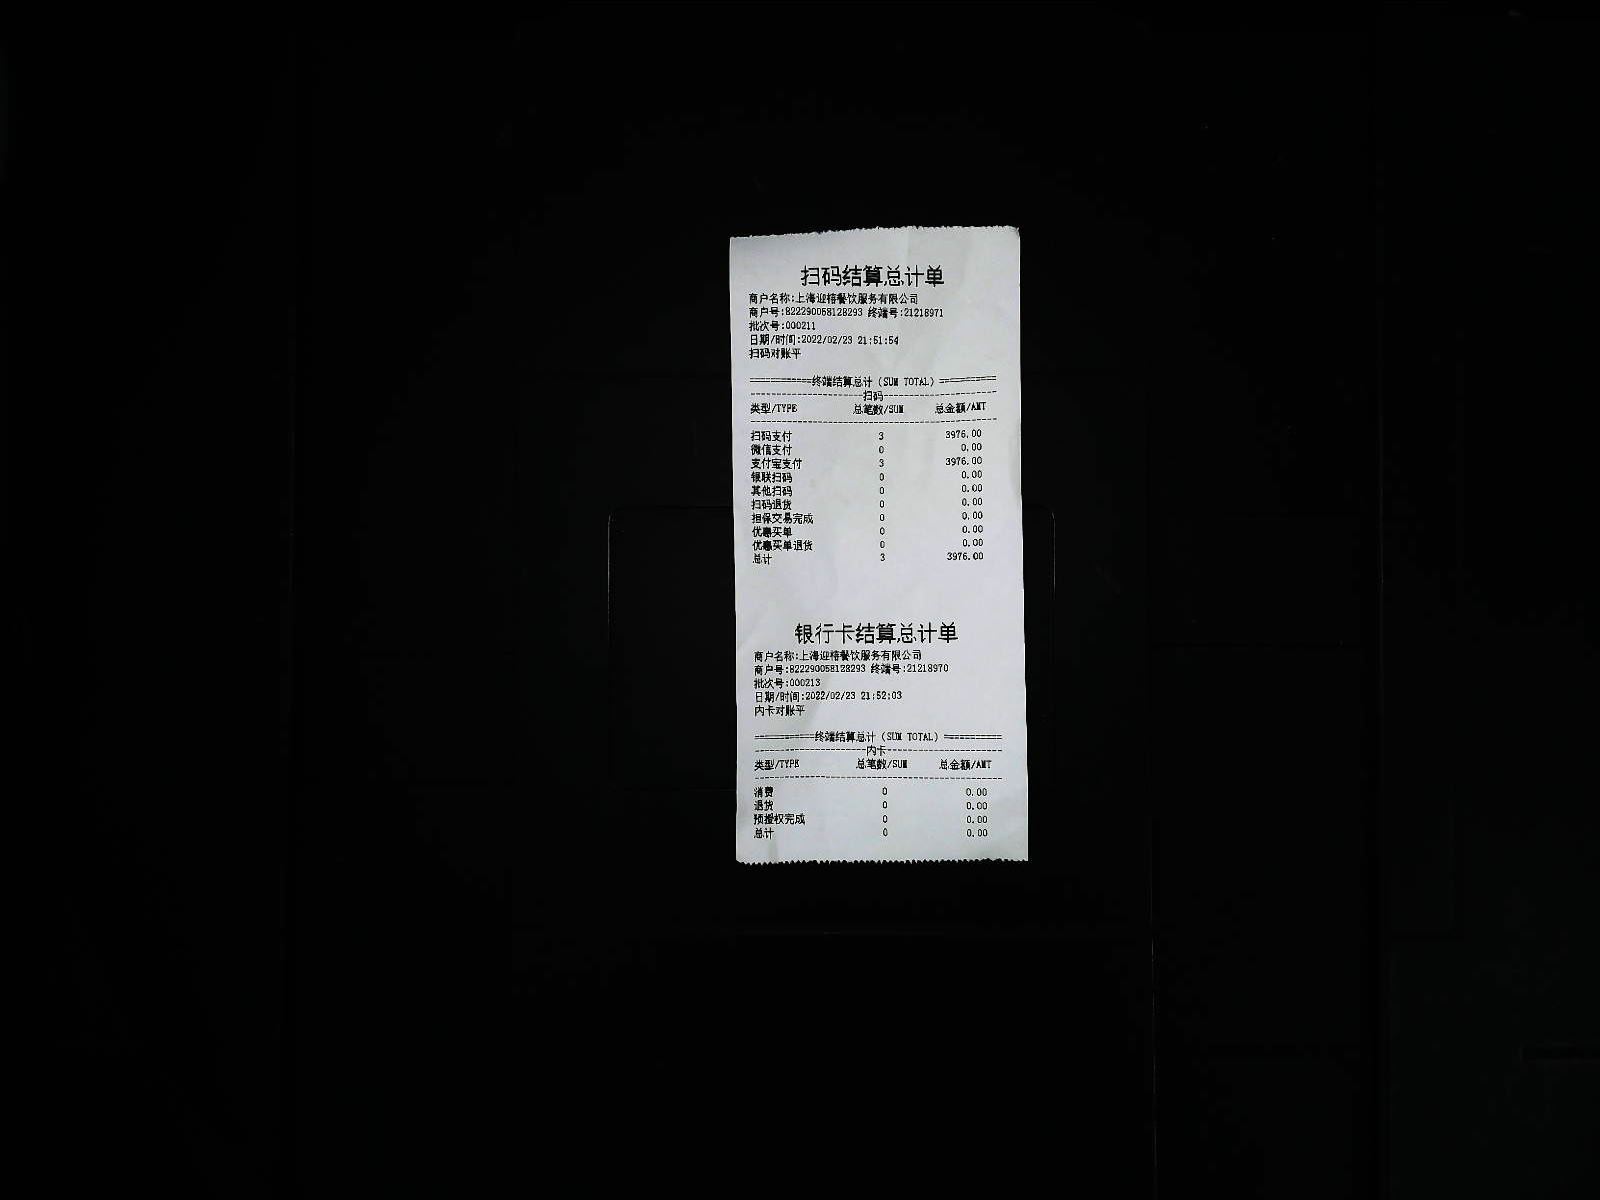 扫码结算总计单
商户名称:上海迎榕餐饮服务有限公司
商户号:822290058128293 终端号:21218971
批次号:000211
日期/时间:2022/02/23 21:51:54
扫码对账平
============终端结算总计(SUM TOTAL)===========
----------------------扫码----------------------
类型/TYPE 总笔数/SUM 总金额/AMT
------------------------------------------------
扫码支付 3 3976.00
微信支付 0 0.00
支付宝支付 3 3976.00
银联扫码 0 0.00
其他扫码 0 0.00
扫码退货 0 0.00
担保交易完成 0 0.00
优惠买单 0 0.00
优惠买单退货 0 0.00
总计 3 3976.00
银行卡结算总计单
商户名称:上海迎榕餐饮服务有限公司
商户号:822290058128293 终端号:21218970
批次号:000213
日期/时间:2022/02/23 21:52:03
内卡对账平
============终端结算总计(SUM TOTAL)===========
----------------------内卡----------------------
类型/TYPE 总笔数/SUM 总金额/AMT
------------------------------------------------
消费 0 0.00
退货 0 0.00
预授权完成 0 0.00
总计 0 0.00